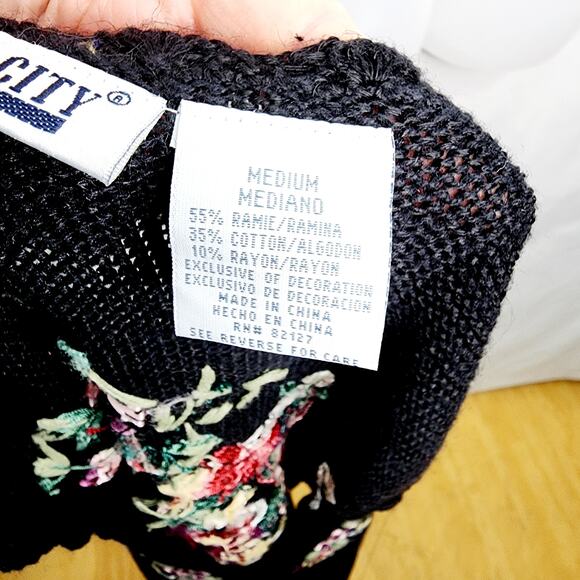 CITY®
MEDIUM
MEDIANO
55% RAMIE/RAMINA
35% COTTON/ALGODON
10% RAYON/RAYON
EXCLUSIVE OF DECORATION
EXCLUSIVO DE DECORACION
MADE IN CHINA
HECHO EN CHINA
RN# 82127
SEE REVERSE FOR CARE